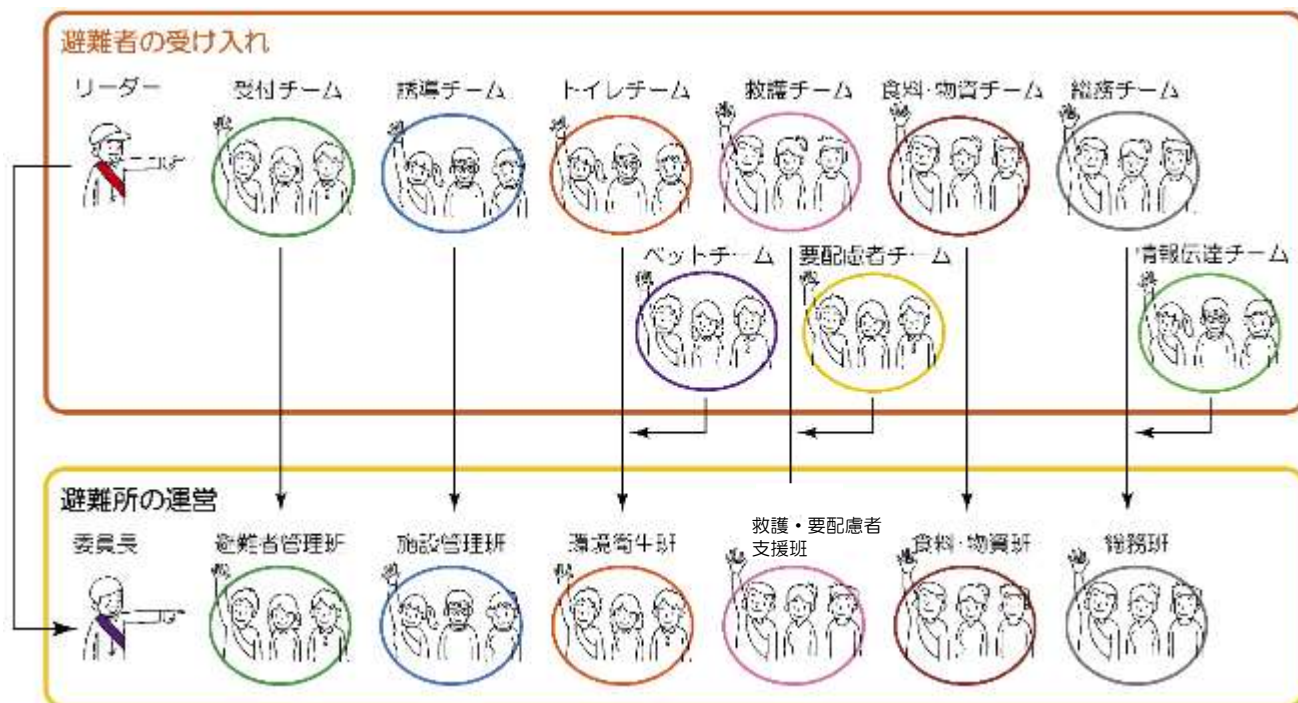 避難者の受け入れ
リーダー
受付チーム
誘導チーム
トイレチーム
救護チーム
食料・物資チーム
総務チーム
ペットチーム
要配慮者チーム
情報伝達チーム
避難所の運営
委員長
避難者管理班
施設管理班
環境衛生班
救護・要配慮者
支援班
食料・物資班
総務班